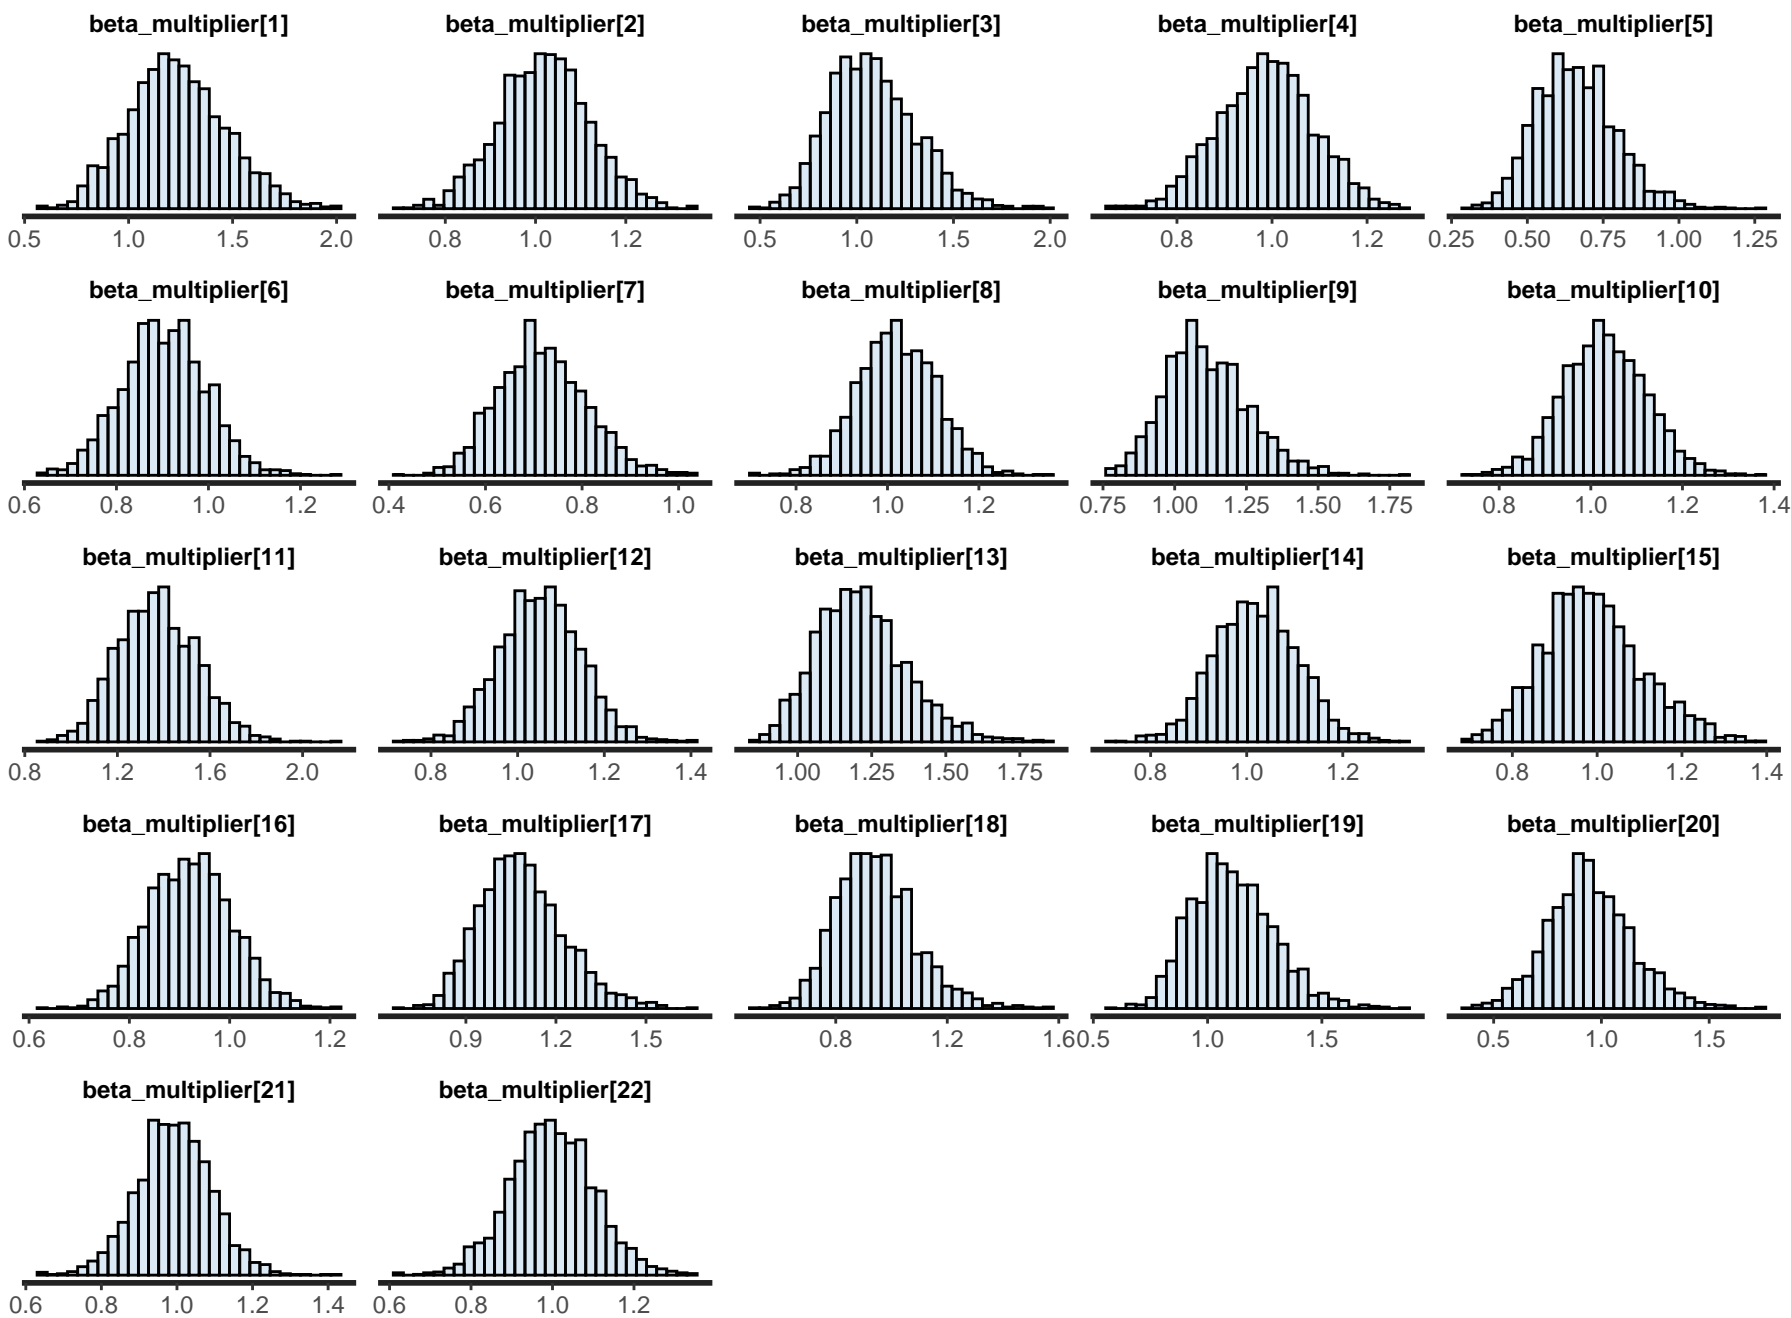 beta_multiplier[1] beta_multiplier[2] beta_multiplier[3] beta_multiplier[4] beta_multiplier[5]
0.5 1.0 1.5 2.0 0.8 1.0 1.2 0.5 1.0 1.5 2.0 0.8 1.0 1.2 0.25 0.50 0.75 1.00 1.25
beta_multiplier[6] beta_multiplier[7] beta_multiplier[8] beta_multiplier[9] beta_multiplier[10]
0.6 0.8 1.0 1.2 0.4 0.6 0.8 1.0 0.8 1.0 1.2 0.75 1.00 1.25 1.50 1.75 0.8 1.0 1.2 1.4
beta_multiplier[11] beta_multiplier[12] beta_multiplier[13] beta_multiplier[14] beta_multiplier[15]
0.8 1.2 1.6 2.0 0.8 1.0 1.2 1.4 1.00 1.25 1.50 1.75 0.8 1.0 1.2 0.8 1.0 1.2 1.4
beta_multiplier[16] beta_multiplier[17] beta_multiplier[18] beta_multiplier[19] beta_multiplier[20]
0.6 0.8 1.0 1.2 0.9 1.2 1.5 0.8 1.2 1.6 0.5 1.0 1.5 0.5 1.0 1.5
beta_multiplier[21] beta_multiplier[22]
0.6 0.8 1.0 1.2 1.4 0.6 0.8 1.0 1.2